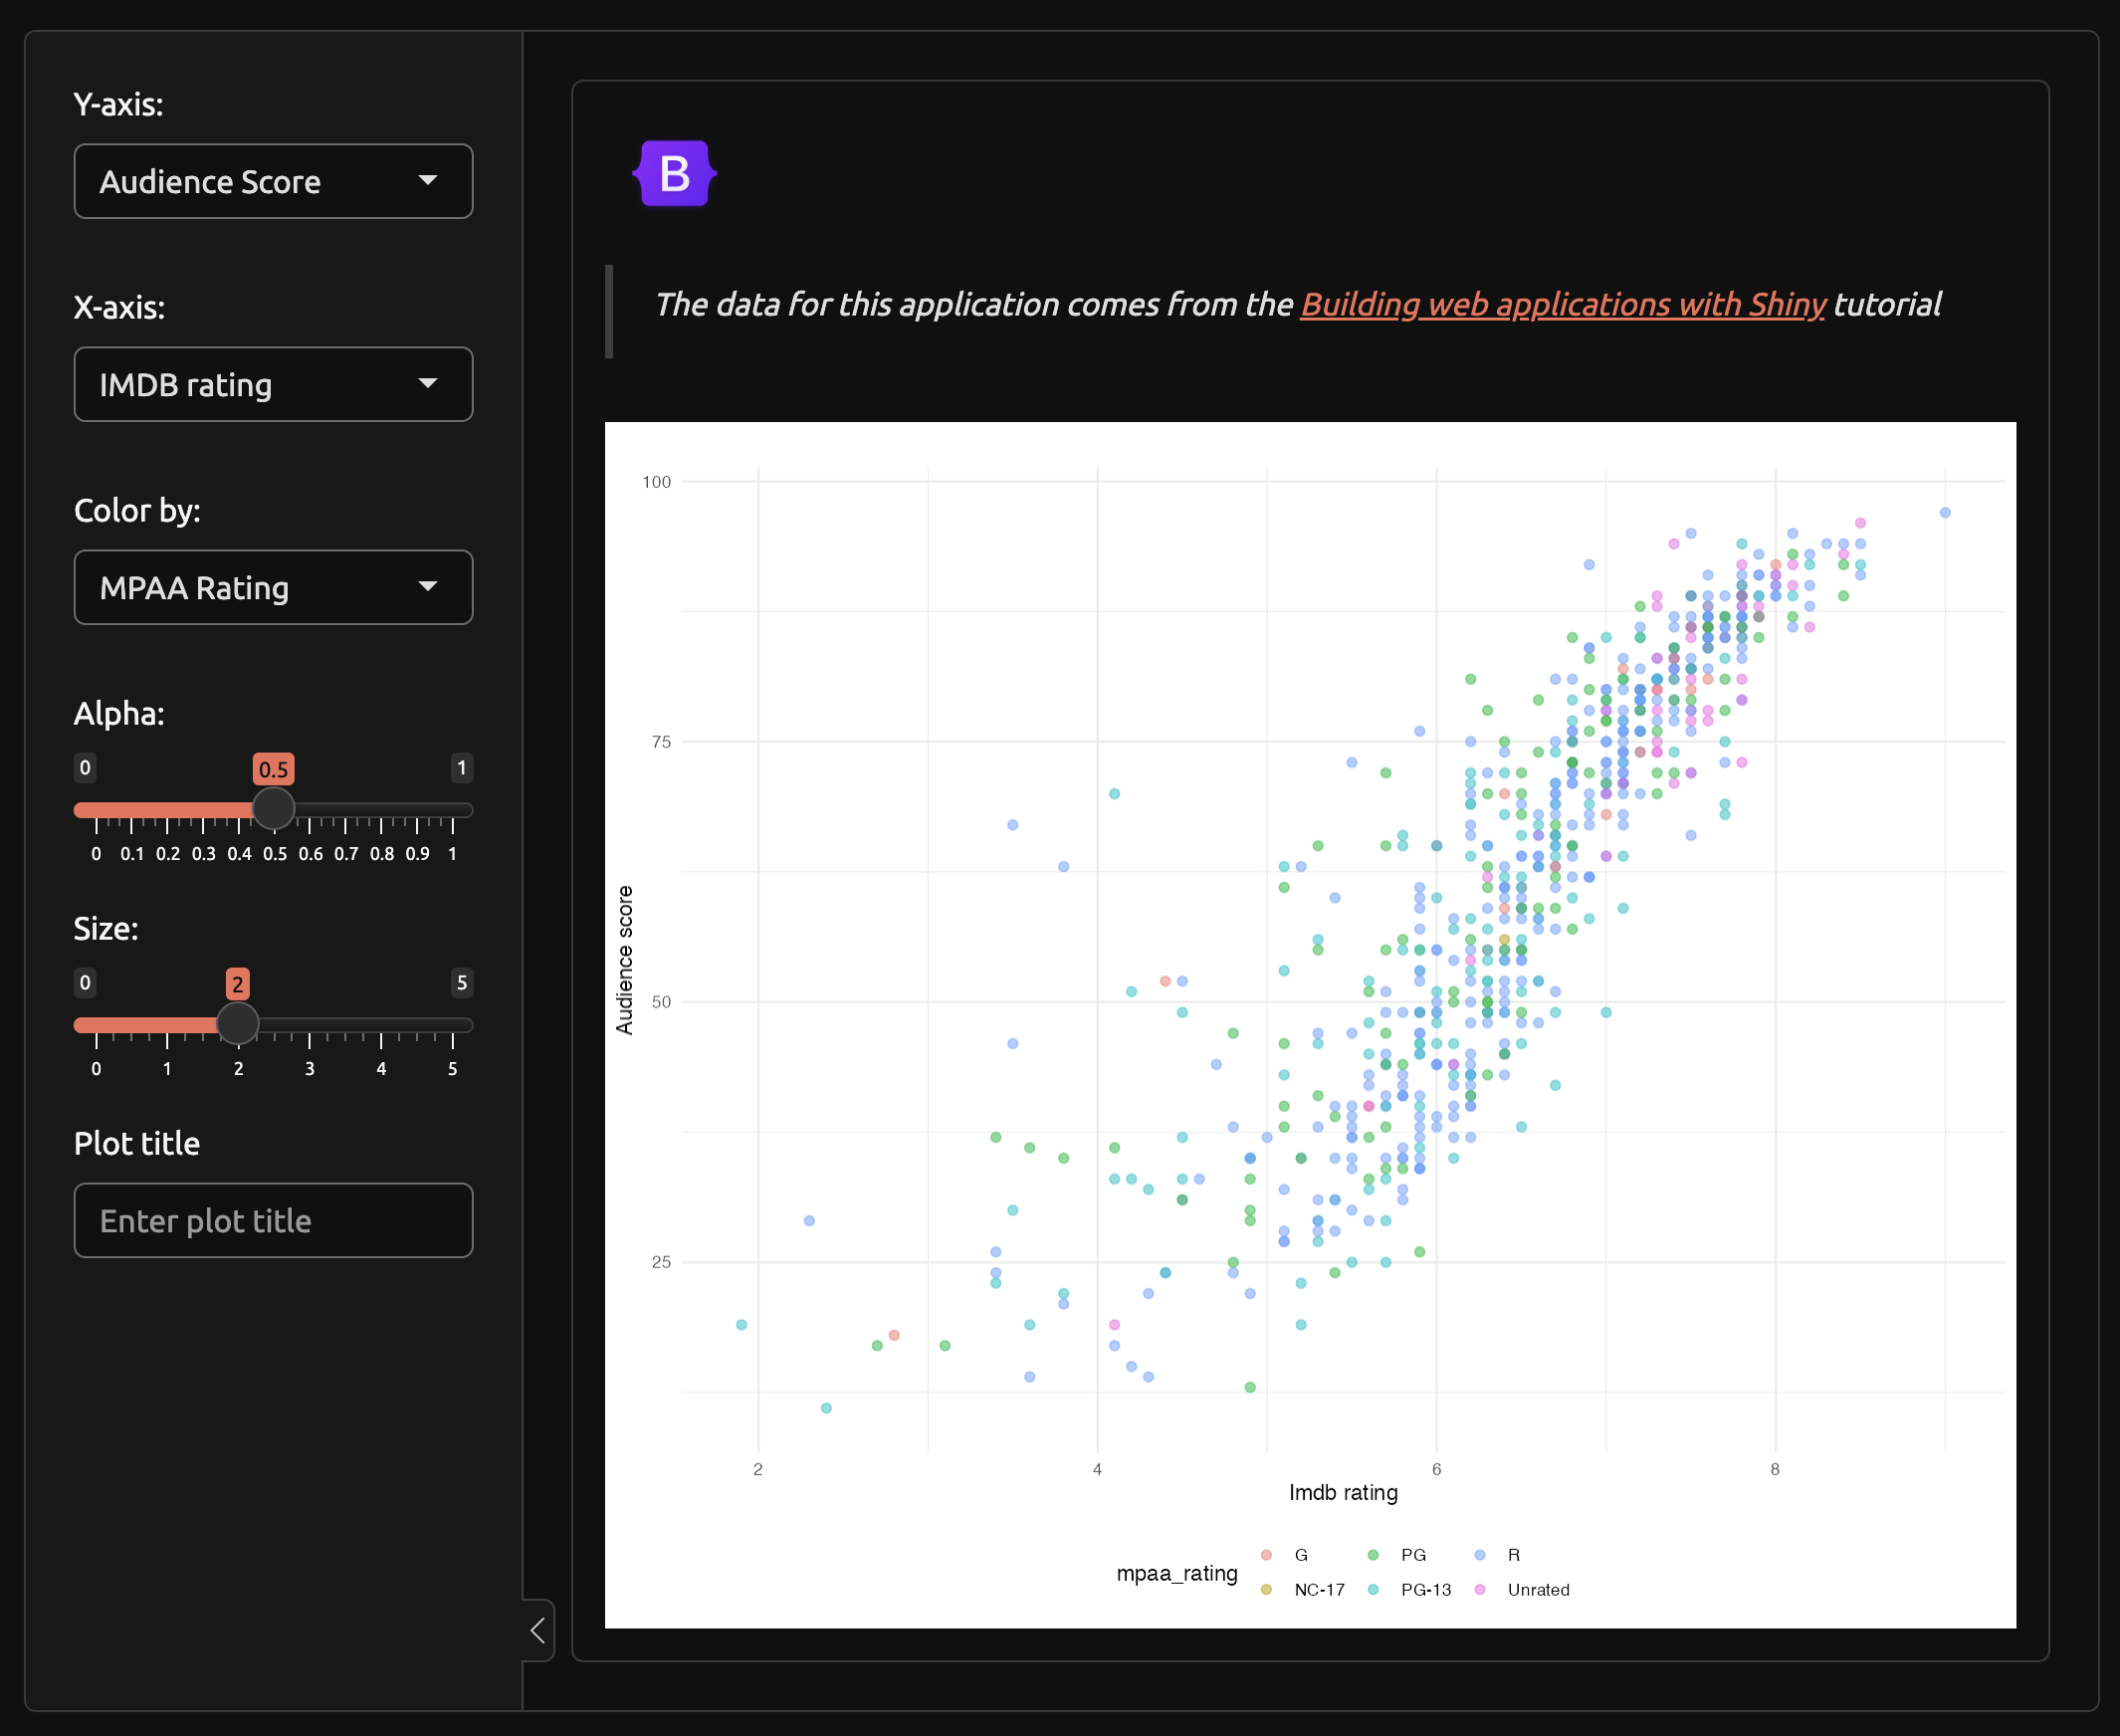 Y-axis:
Audience Score
X-axis:
IMDB rating
Color by:
MPAA Rating
Alpha:
0 0.5 1
0 0.1 0.2 0.3 0.4 0.5 0.6 0.7 0.8 0.9 1
Size:
0 2 5
0 1 2 3 4 5
Plot title
Enter plot title
B
The data for this application comes from the Building web applications with Shiny tutorial
100
75
50
25
Audience score
2 4 6 8
Imdb rating
mpaa_rating
G PG R
NC-17 PG-13 Unrated